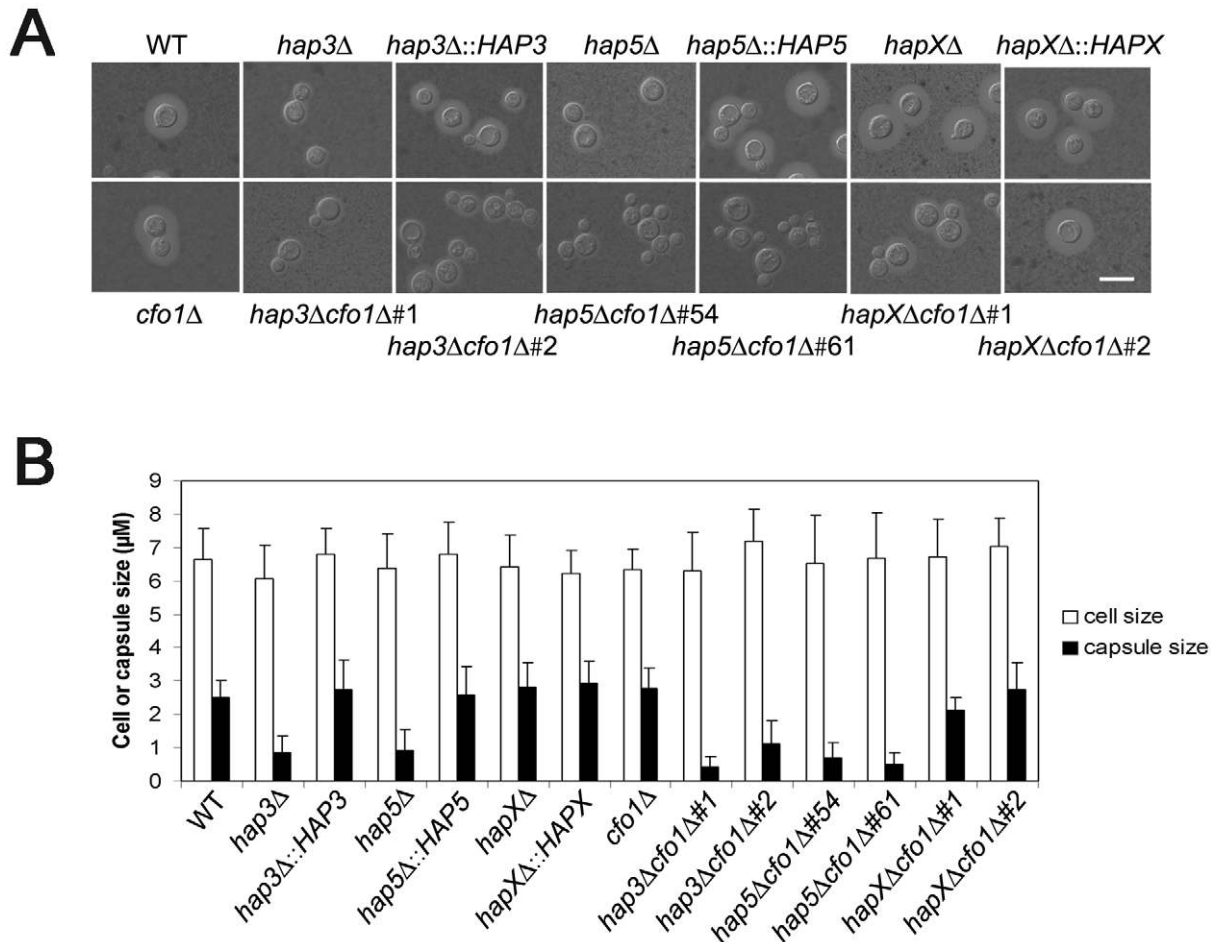 A
WT hap3Δ hap3Δ::HAP3 hap5Δ hap5Δ::HAP5 hapXΔ hapXΔ::HAPX
cfo1Δ hap3Δcfo1Δ#1 hap5Δcfo1Δ#54 hapXΔcfo1Δ#1
hap3Δcfo1Δ#2 hap5Δcfo1Δ#61 hapXΔcfo1Δ#2
B
Cell or capsule size (µM)
9
8
7
6
5
4
3
2
1
0
cell size
capsule size
WT
hap3Δ
hap3Δ::HAP3
hap5Δ
hap5Δ::HAP5
hapXΔ
hapXΔ::HAPX
cfo1Δ
hap3Δcfo1Δ#1
hap3Δcfo1Δ#2
hap5Δcfo1Δ#54
hap5Δcfo1Δ#61
hapXΔcfo1Δ#1
hapXΔcfo1Δ#2